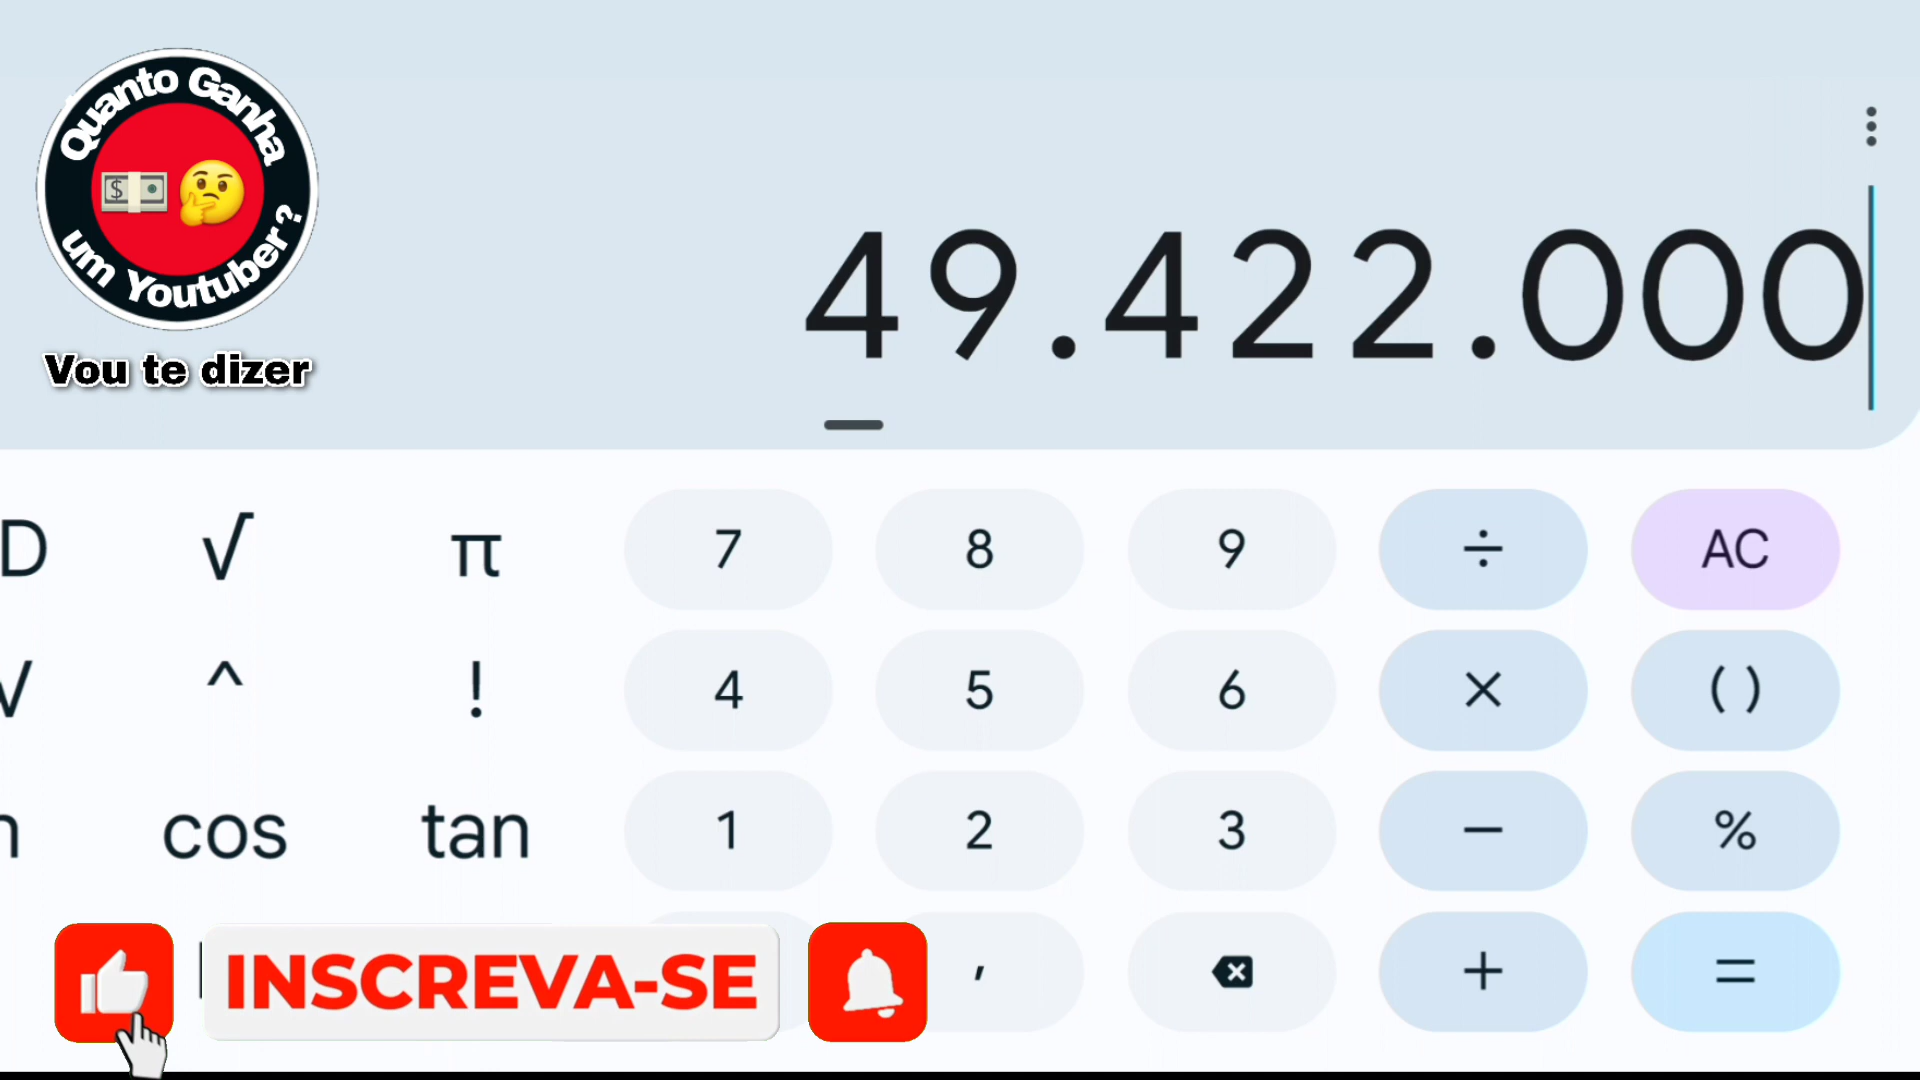 Quanto Ganha
um Youtuber?
Vou te dizer
49.422.000
D √ π 7 8 9 ÷ AC
^ ! 4 5 6 × ()
cos tan 1 2 3 − %
INSCREVA-SE , + =